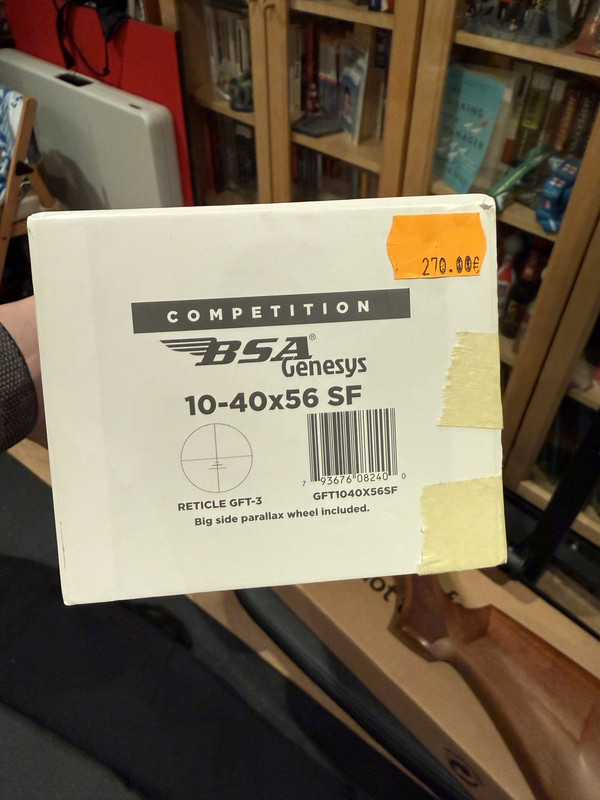 270.00€
COMPETITION
BSA®
Genesys
10-40x56 SF
7 93676 08240 0
RETICLE GFT-3
GFT1040X56SF
Big side parallax wheel included.
not